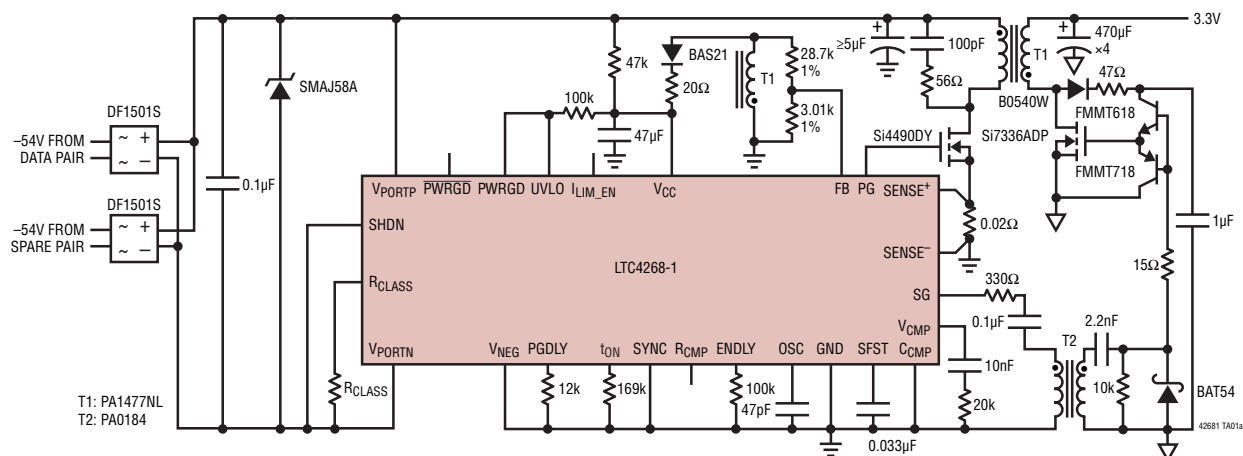 3.3V
BAS21
≥5µF
+
100pF
T1
+
470µF
×4
47k
28.7k
1%
T1
SMAJ58A
20Ω
56Ω
B0540W
47Ω
100k
3.01k
1%
FMMT618
DF1501S
47µF
Si4490DY
Si7336ADP
–54V FROM
DATA PAIR
~ +
~ –
FMMT718
0.1µF
DF1501S
VPORTP
PWRGD
PWRGD
UVLO
ILIM_EN
VCC
FB
PG
SENSE+
–54V FROM
SPARE PAIR
~ +
~ –
SHDN
0.02Ω
1µF
SENSE–
LTC4268-1
15Ω
RCLASS
330Ω
SG
0.1µF
VCMP
T2
2.2nF
VPORTN
VNEG
PGDLY
tON
SYNC
RCMP
ENDLY
OSC
GND
SFST
CCMP
10nF
RCLASS
12k
169k
100k
10k
BAT54
T1: PA1477NL
T2: PA0184
47pF
20k
0.033µF
42681 TA01a